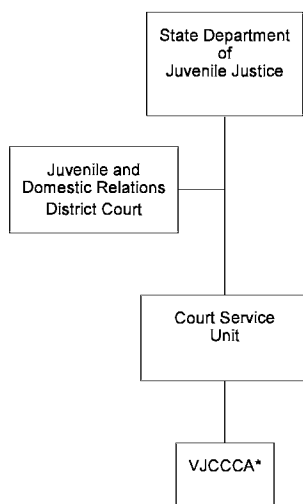 State Department
of
Juvenile Justice
Juvenile and
Domestic Relations
District Court
Court Service
Unit
VJCCCA*